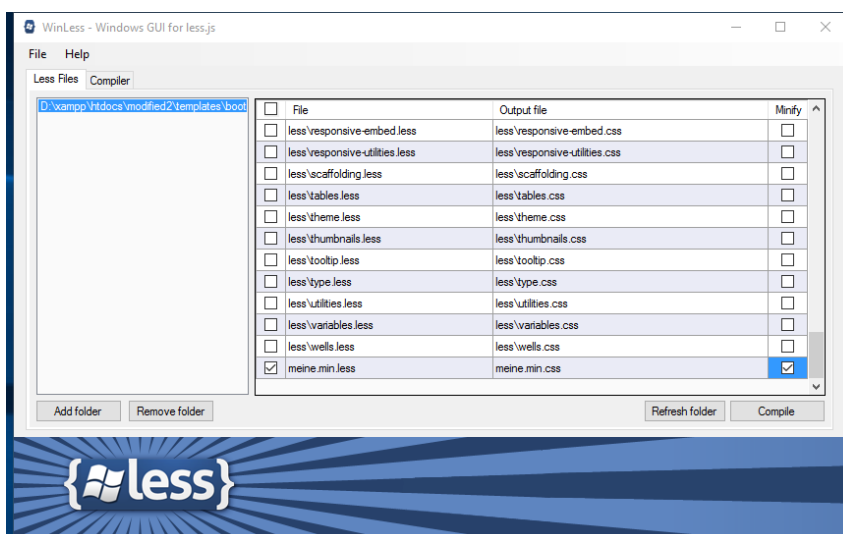 WinLess - Windows GUI for less.js
File Help
Less Files Compiler
D:\xampp\htdocs\modified2\templates\boot
File Output file Minify
less\responsive-embed.less less\responsive-embed.css
less\responsive-utilities.less less\responsive-utilities.css
less\scaffolding.less less\scaffolding.css
less\tables.less less\tables.css
less\theme.less less\theme.css
less\thumbnails.less less\thumbnails.css
less\tooltip.less less\tooltip.css
less\type.less less\type.css
less\utilities.less less\utilities.css
less\variables.less less\variables.css
less\wells.less less\wells.css
meine.min.less meine.min.css
Add folder Remove folder Refresh folder Compile
{less}